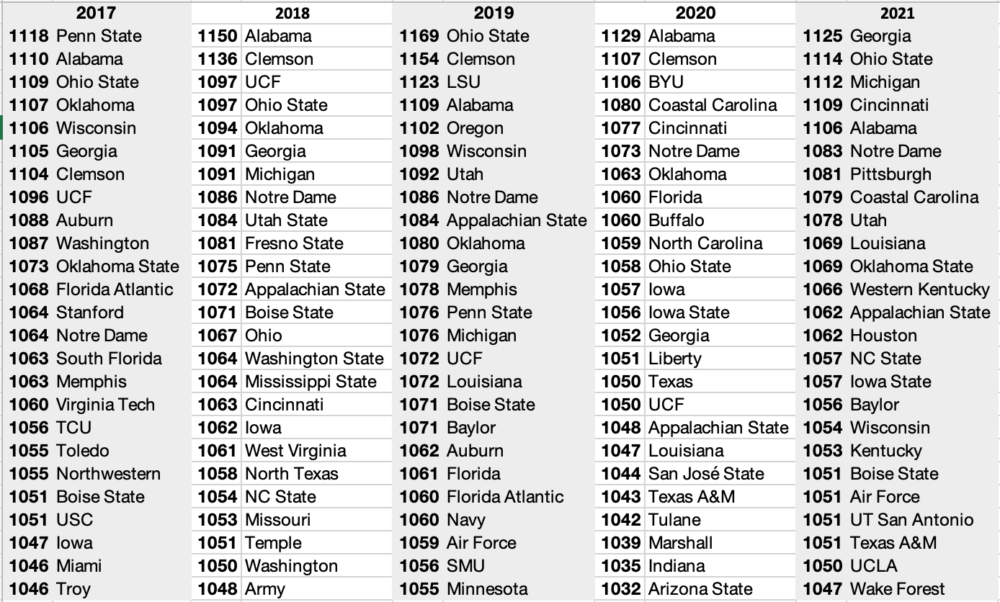 2017 2018 2019 2020 2021
1118 Penn State 1150 Alabama 1169 Ohio State 1129 Alabama 1125 Georgia
1110 Alabama 1136 Clemson 1154 Clemson 1107 Clemson 1114 Ohio State
1109 Ohio State 1097 UCF 1123 LSU 1106 BYU 1112 Michigan
1107 Oklahoma 1097 Ohio State 1109 Alabama 1080 Coastal Carolina 1109 Cincinnati
1106 Wisconsin 1094 Oklahoma 1102 Oregon 1077 Cincinnati 1106 Alabama
1105 Georgia 1091 Georgia 1098 Wisconsin 1073 Notre Dame 1083 Notre Dame
1104 Clemson 1091 Michigan 1092 Utah 1063 Oklahoma 1081 Pittsburgh
1096 UCF 1086 Notre Dame 1086 Notre Dame 1060 Florida 1079 Coastal Carolina
1088 Auburn 1084 Utah State 1084 Appalachian State 1060 Buffalo 1078 Utah
1087 Washington 1081 Fresno State 1080 Oklahoma 1059 North Carolina 1069 Louisiana
1073 Oklahoma State 1075 Penn State 1079 Georgia 1058 Ohio State 1069 Oklahoma State
1068 Florida Atlantic 1072 Appalachian State 1078 Memphis 1057 Iowa 1066 Western Kentucky
1064 Stanford 1071 Boise State 1076 Penn State 1056 Iowa State 1062 Appalachian State
1064 Notre Dame 1067 Ohio 1076 Michigan 1052 Georgia 1062 Houston
1063 South Florida 1064 Washington State 1072 UCF 1051 Liberty 1057 NC State
1063 Memphis 1064 Mississippi State 1072 Louisiana 1050 Texas 1057 Iowa State
1060 Virginia Tech 1063 Cincinnati 1071 Boise State 1050 UCF 1056 Baylor
1056 TCU 1062 Iowa 1071 Baylor 1048 Appalachian State 1054 Wisconsin
1055 Toledo 1061 West Virginia 1062 Auburn 1047 Louisiana 1053 Kentucky
1055 Northwestern 1058 North Texas 1061 Florida 1044 San José State 1051 Boise State
1051 Boise State 1054 NC State 1060 Florida Atlantic 1043 Texas A&M 1051 Air Force
1051 USC 1053 Missouri 1060 Navy 1042 Tulane 1051 UT San Antonio
1047 Iowa 1051 Temple 1059 Air Force 1039 Marshall 1051 Texas A&M
1046 Miami 1050 Washington 1056 SMU 1035 Indiana 1050 UCLA
1046 Troy 1048 Army 1055 Minnesota 1032 Arizona State 1047 Wake Forest